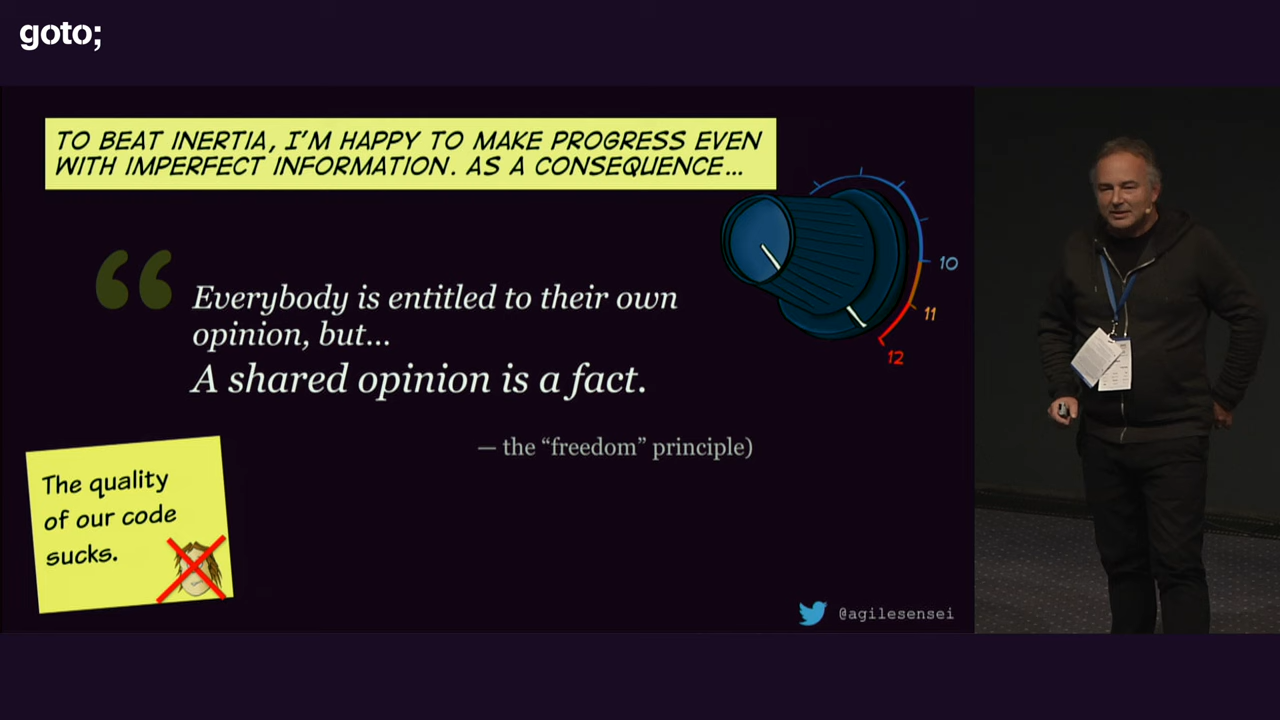 goto;
TO BEAT INERTIA, I'M HAPPY TO MAKE PROGRESS EVEN
WITH IMPERFECT INFORMATION. AS A CONSEQUENCE...
“
Everybody is entitled to their own
opinion, but...
A shared opinion is a fact.
— the “freedom” principle)
10
11
12
The quality
of our code
sucks.
@agilesensei